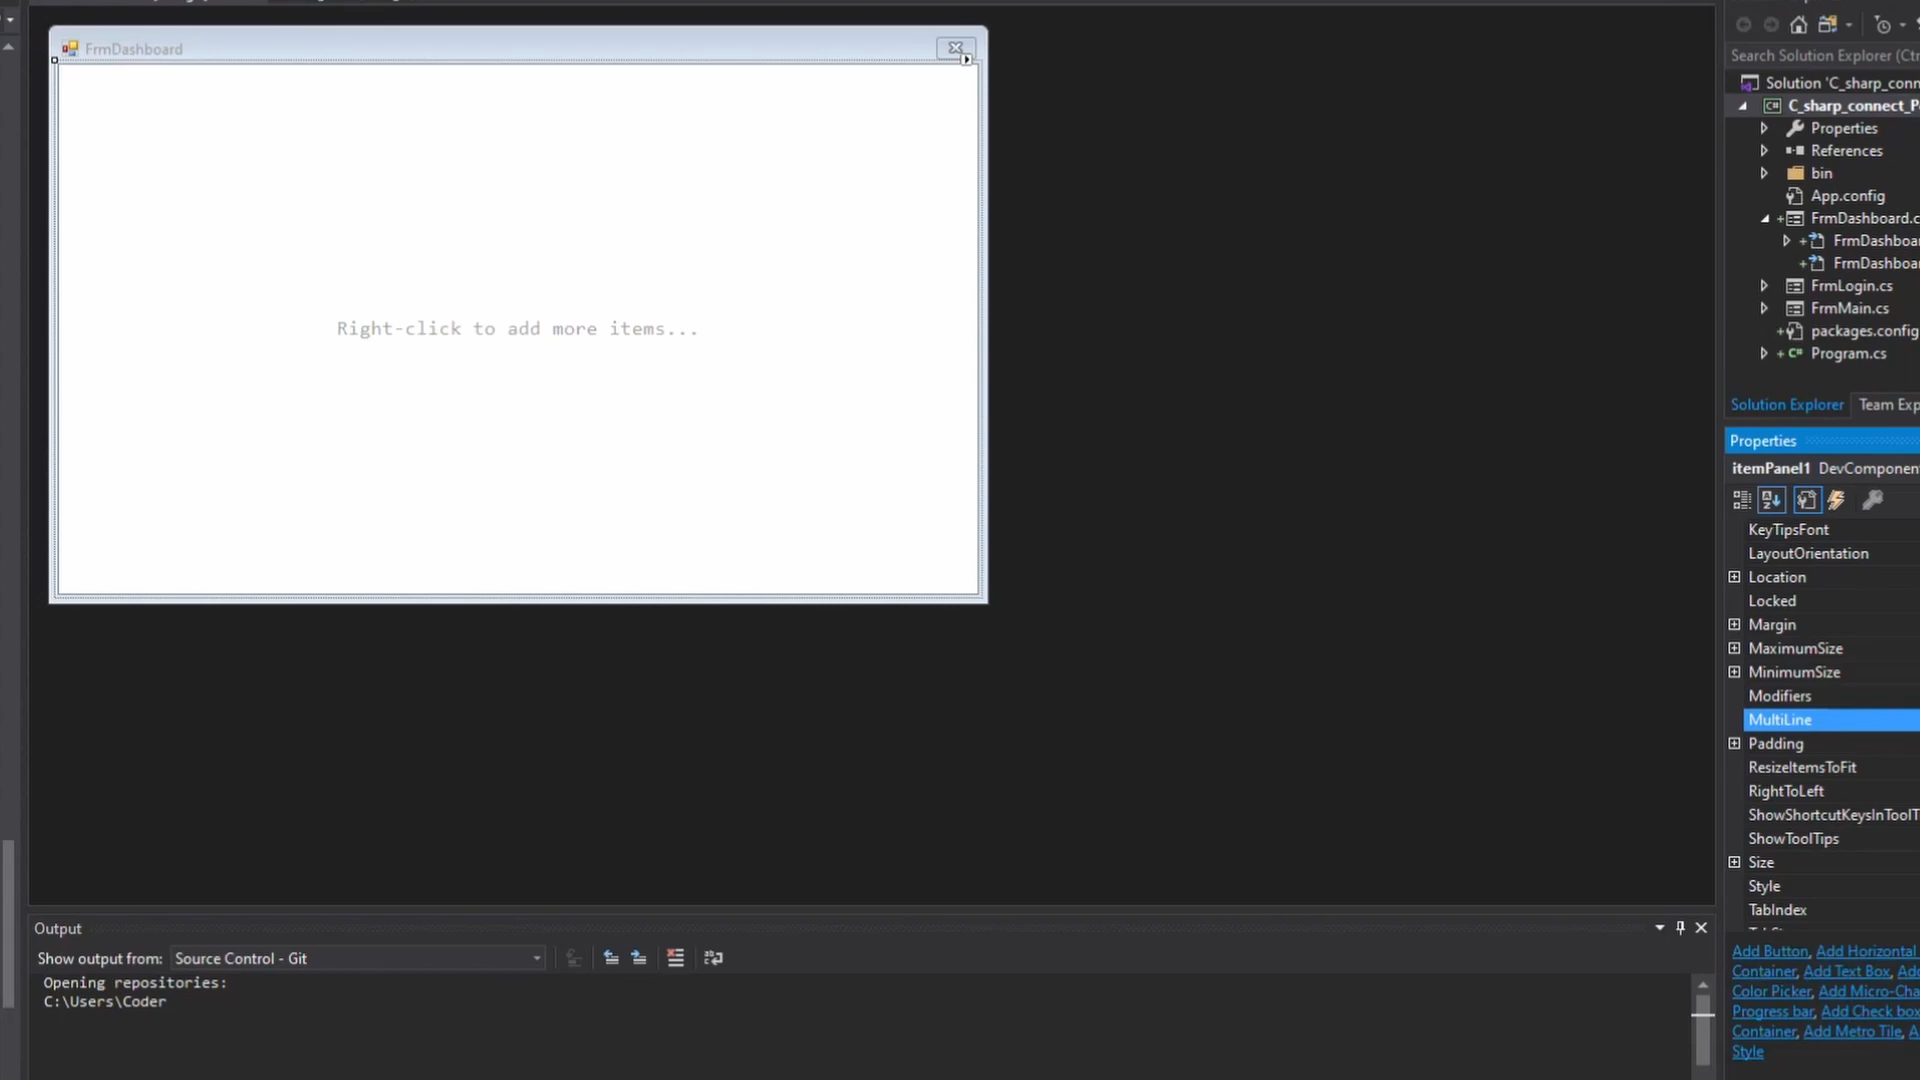 FrmDashboard
Right-click to add more items...
Search Solution Explorer (Ctr
Solution 'C_sharp_conn
C_sharp_connect_P
Properties
References
bin
App.config
FrmDashboard.c
FrmDashboar
FrmDashboar
FrmLogin.cs
FrmMain.cs
packages.config
Program.cs
Solution Explorer Team Exp
Properties
itemPanel1 DevComponen
KeyTipsFont
LayoutOrientation
Location
Locked
Margin
MaximumSize
MinimumSize
Modifiers
MultiLine
Padding
ResizeItemsToFit
RightToLeft
ShowShortcutKeysInToolT
ShowToolTips
Size
Style
TabIndex
Add Button, Add Horizontal
Container, Add Text Box, Add
Color Picker, Add Micro-Cha
Progress bar, Add Check box
Container, Add Metro Tile, A
Style
Output
Show output from: Source Control - Git
Opening repositories:
C:\Users\Coder